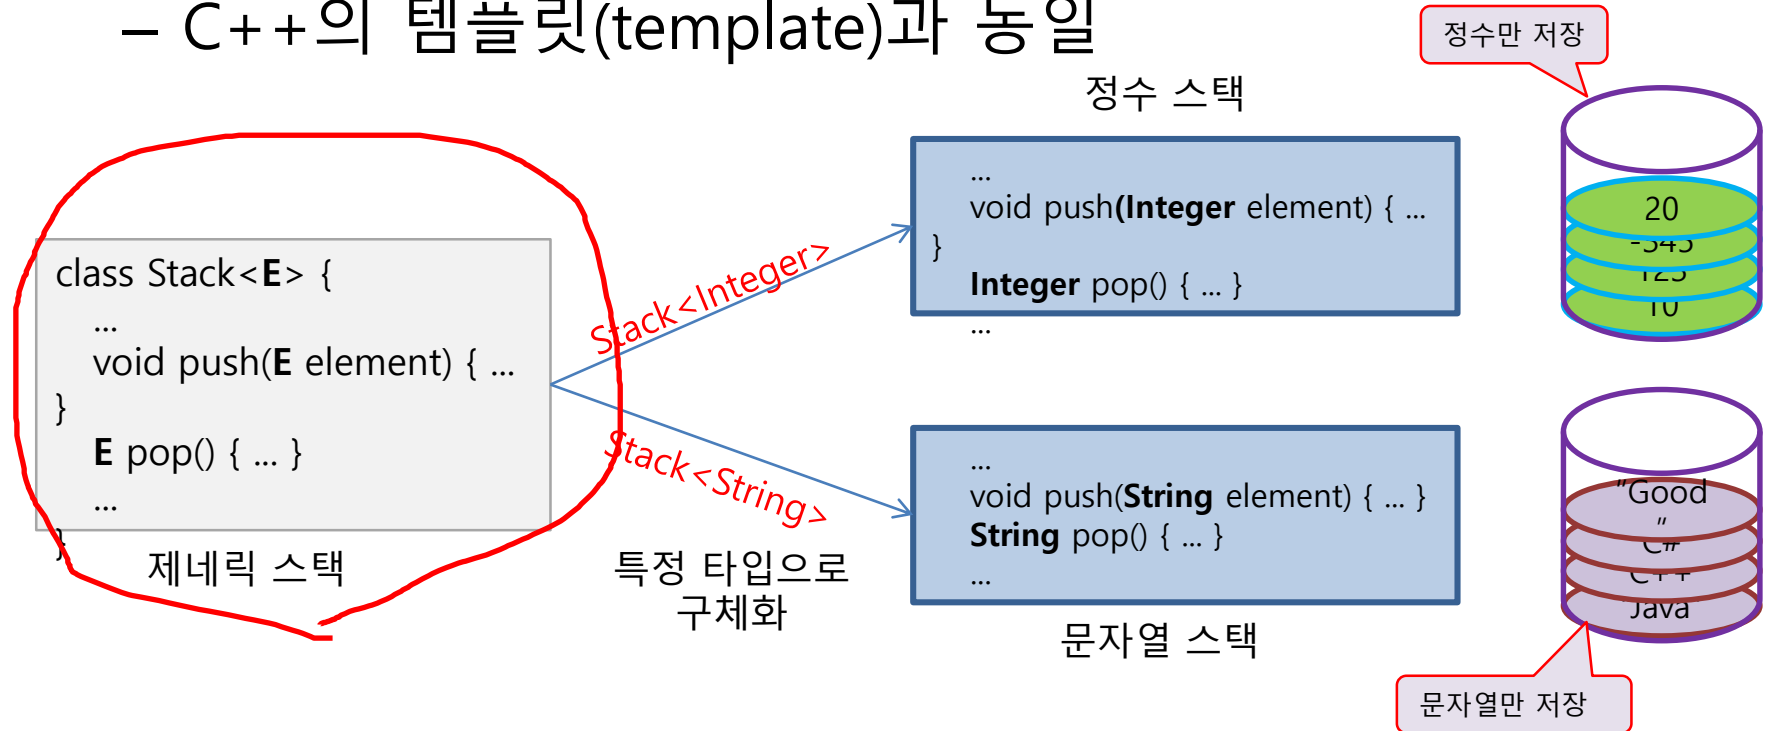 – C++의 템플릿(template)과 동일
정수만 저장
정수 스택
class Stack<E> {
...
void push(E element) { ...
}
E pop() { ... }
...
}
제네릭 스택
Stack<Integer>
Stack<String>
특정 타입으로
구체화
...
void push(Integer element) { ...
}
Integer pop() { ... }
...
20
-345
123
10
...
void push(String element) { ... }
String pop() { ... }
...
문자열 스택
"Good
"
C#
C++
Java
문자열만 저장